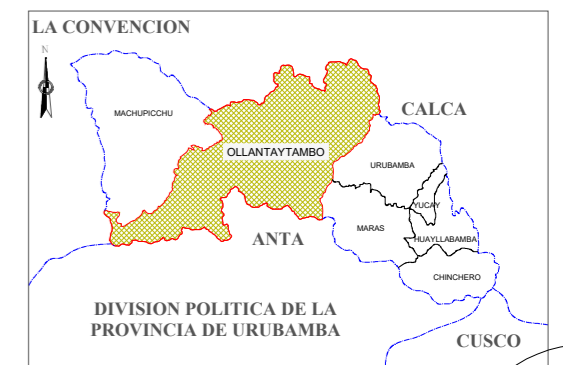 LA CONVENCION
N
MACHUPICCHU
CALCA
OLLANTAYTAMBO
URUBAMBA
YUCAY
MARAS
ANTA
HUAYLLABAMBA
CHINCHERO
DIVISION POLITICA DE LA
PROVINCIA DE URUBAMBA
CUSCO